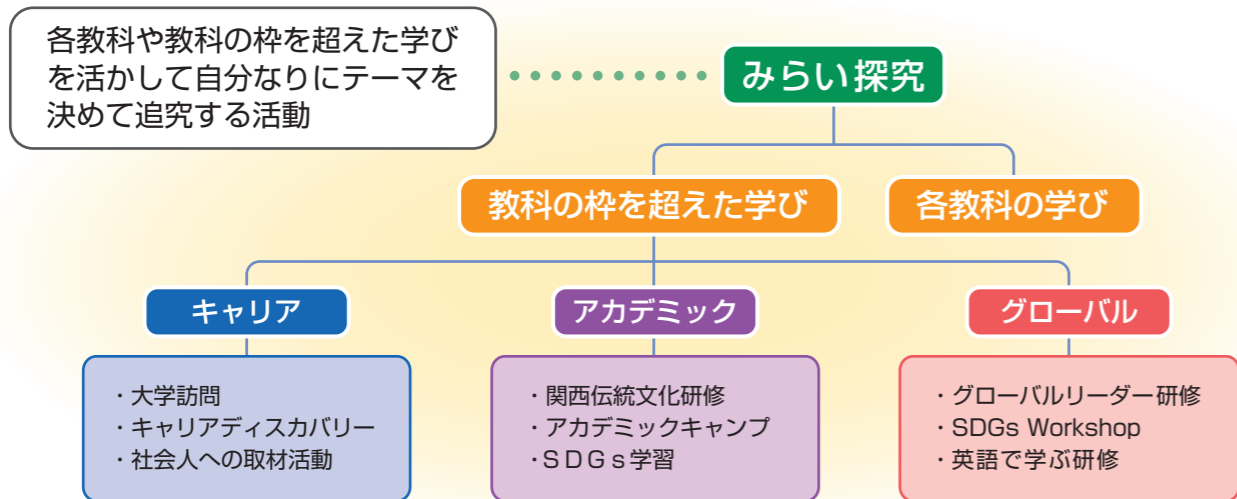 各教科や教科の枠を超えた学び
を活かして自分なりにテーマを
決めて追究する活動
みらい探究
教科の枠を超えた学び
各教科の学び
キャリア
・大学訪問
・キャリアディスカバリー
・社会人への取材活動
アカデミック
・関西伝統文化研修
・アカデミックキャンプ
・ＳＤＧｓ学習
グローバル
・グローバルリーダー研修
・SDGs Workshop
・英語で学ぶ研修